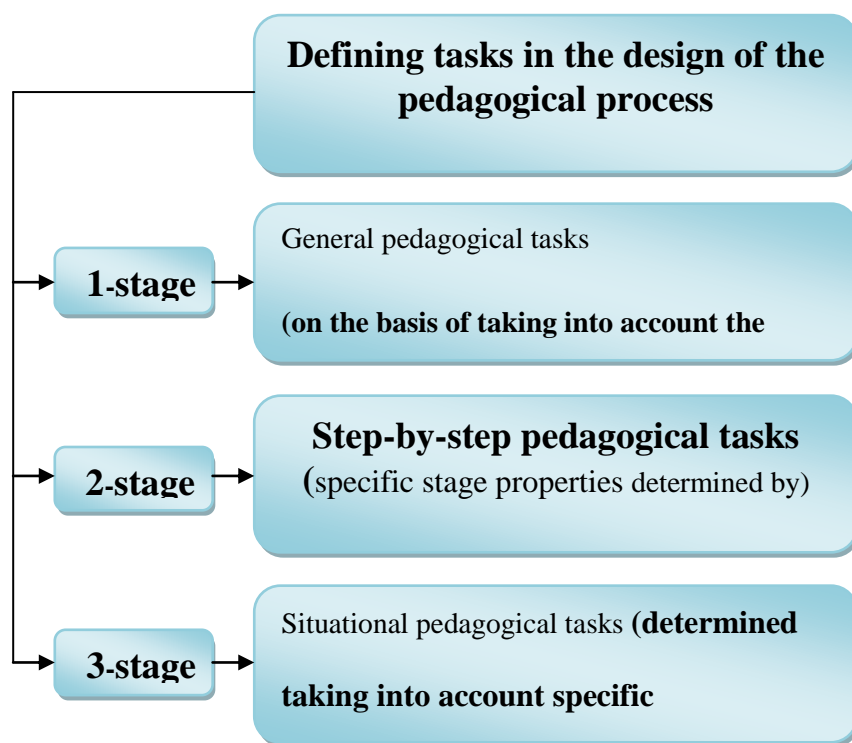 Defining tasks in the design of the
pedagogical process
1-stage
General pedagogical tasks
(on the basis of taking into account the
2-stage
Step-by-step pedagogical tasks
(specific stage properties determined by)
3-stage
Situational pedagogical tasks (determined
taking into account specific